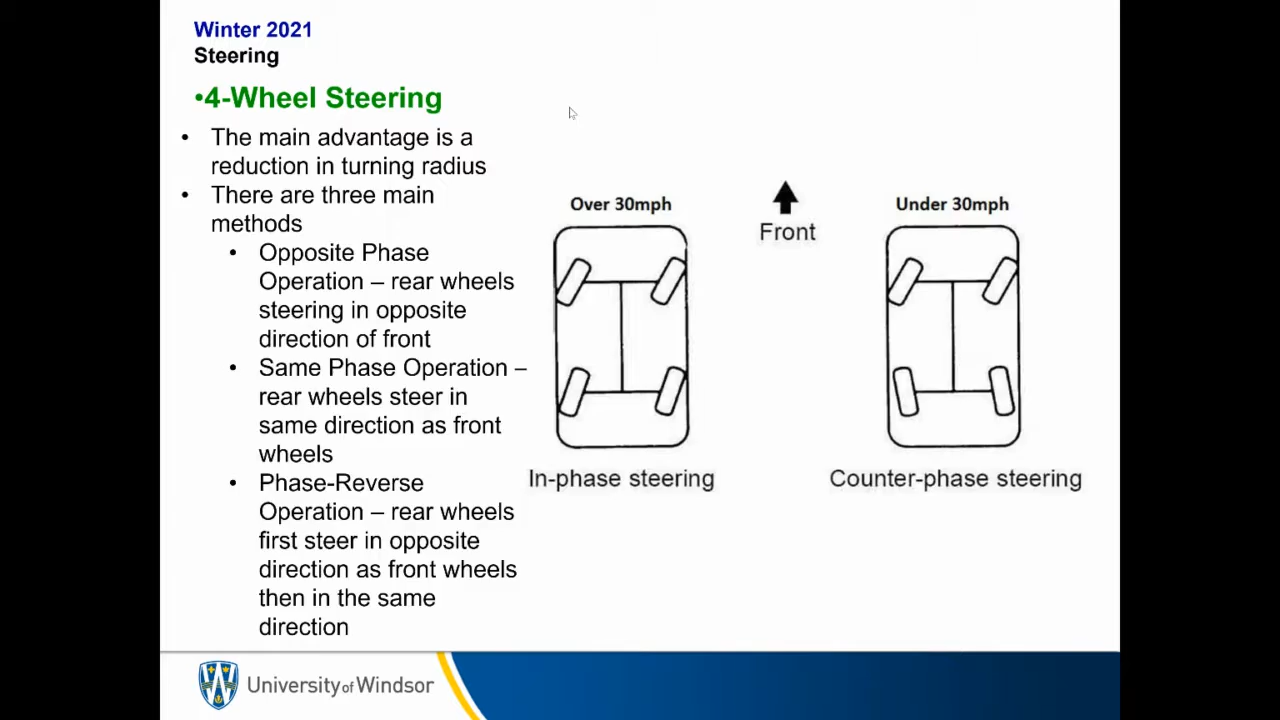 Winter 2021
Steering
•4-Wheel Steering
• The main advantage is a
reduction in turning radius
• There are three main
methods
• Opposite Phase
Operation – rear wheels
steering in opposite
direction of front
• Same Phase Operation –
rear wheels steer in
same direction as front
wheels
• Phase-Reverse
Operation – rear wheels
first steer in opposite
direction as front wheels
then in the same
direction
Over 30mph
Front
Under 30mph
In-phase steering
Counter-phase steering
University of Windsor